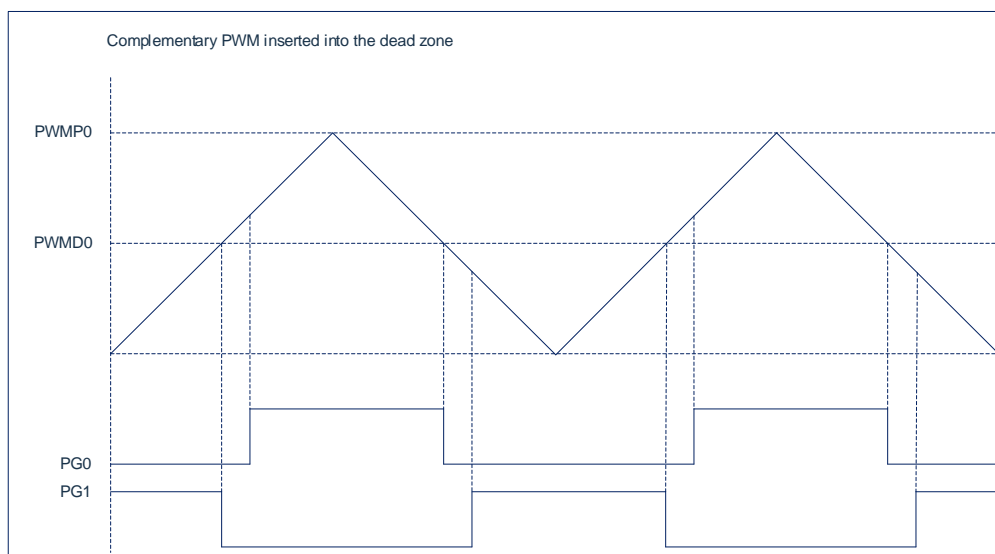 Complementary PWM inserted into the dead zone
PWMP0
PWMD0
PG0
PG1